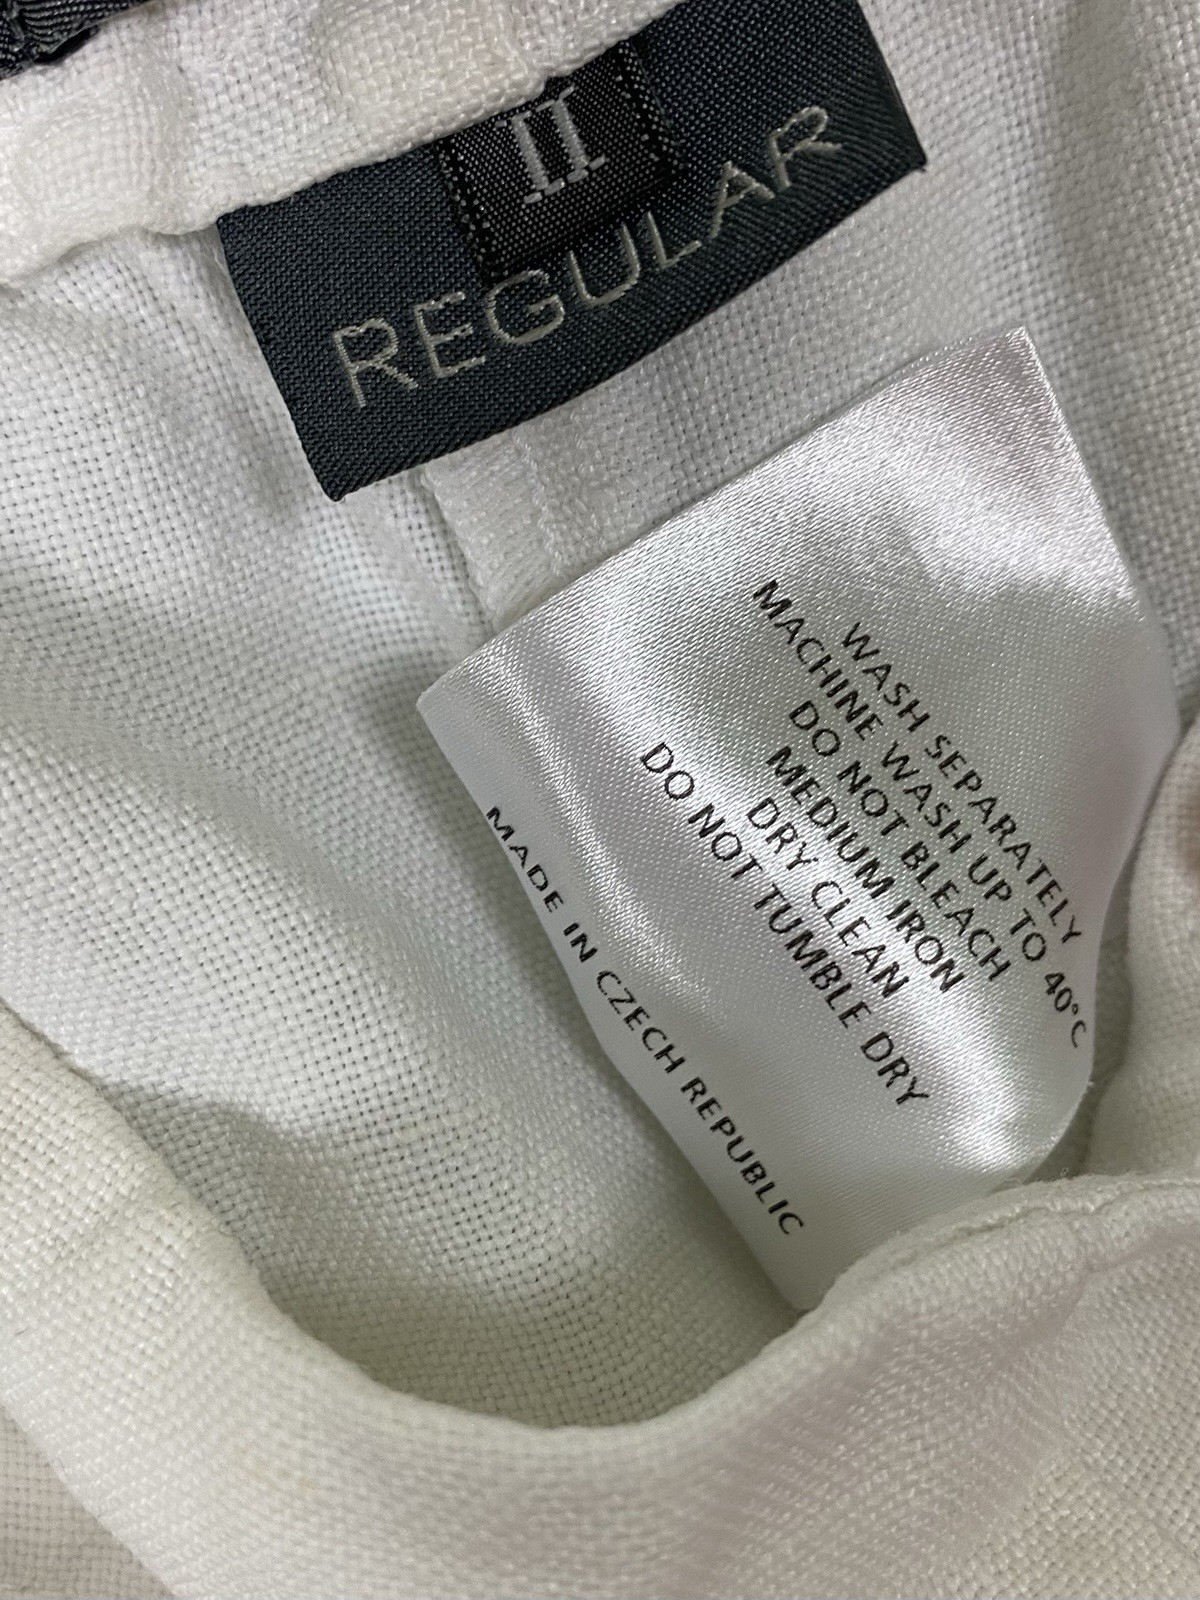 II
REGULAR
WASH SEPARATELY
MACHINE WASH UP TO 40°C
DO NOT BLEACH
MEDIUM IRON
DRY CLEAN
DO NOT TUMBLE DRY
MADE IN CZECH REPUBLIC